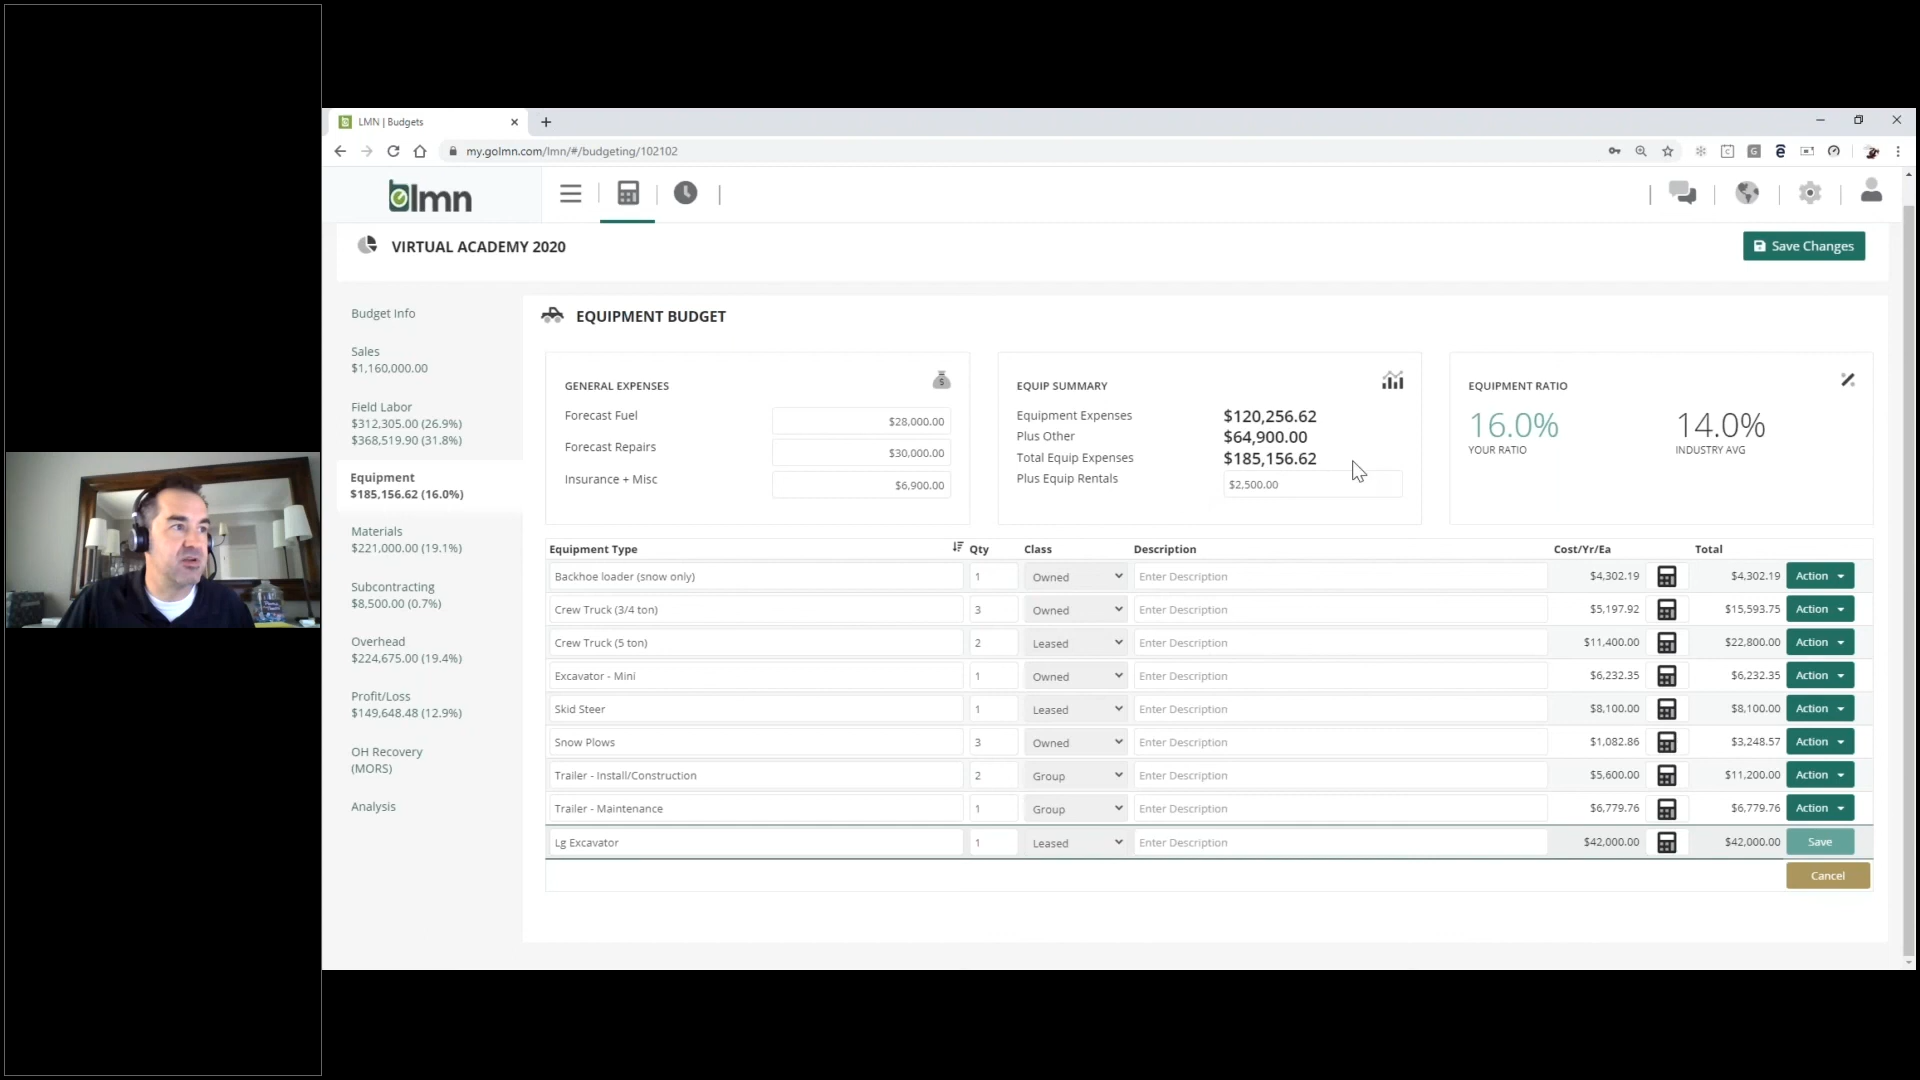 LMN | Budgets
my.golmn.com/lmn/#/budgeting/102102
lmn
VIRTUAL ACADEMY 2020
Save Changes
Budget Info
Sales
$1,160,000.00
Field Labor
$312,305.00 (26.9%)
$368,519.90 (31.8%)
Equipment
$185,156.62 (16.0%)
Materials
$221,000.00 (19.1%)
Subcontracting
$8,500.00 (0.7%)
Overhead
$224,675.00 (19.4%)
Profit/Loss
$149,648.48 (12.9%)
OH Recovery
(MORS)
Analysis
EQUIPMENT BUDGET
GENERAL EXPENSES
Forecast Fuel $28,000.00
Forecast Repairs $30,000.00
Insurance + Misc $6,900.00
EQUIP SUMMARY
Equipment Expenses $120,256.62
Plus Other $64,900.00
Total Equip Expenses $185,156.62
Plus Equip Rentals $2,500.00
EQUIPMENT RATIO
16.0% 14.0%
YOUR RATIO INDUSTRY AVG
Equipment Type Qty Class Description Cost/Yr/Ea Total
Backhoe loader (snow only) 1 Owned Enter Description $4,302.19 $4,302.19 Action
Crew Truck (3/4 ton) 3 Owned Enter Description $5,197.92 $15,593.75 Action
Crew Truck (5 ton) 2 Leased Enter Description $11,400.00 $22,800.00 Action
Excavator - Mini 1 Owned Enter Description $6,232.35 $6,232.35 Action
Skid Steer 1 Leased Enter Description $8,100.00 $8,100.00 Action
Snow Plows 3 Owned Enter Description $1,082.86 $3,248.57 Action
Trailer - Install/Construction 2 Group Enter Description $5,600.00 $11,200.00 Action
Trailer - Maintenance 1 Group Enter Description $6,779.76 $6,779.76 Action
Lg Excavator 1 Leased Enter Description $42,000.00 $42,000.00 Save
Cancel